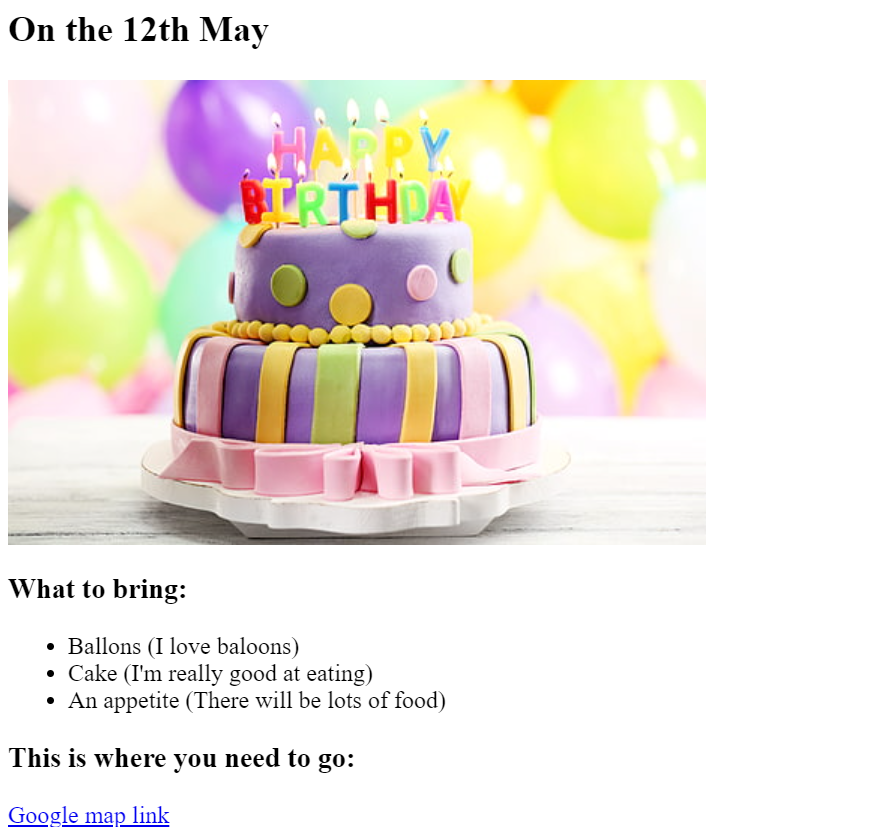 On the 12th May
HAPPY
BIRTHDAY
What to bring:
Ballons (I love baloons)
Cake (I'm really good at eating)
An appetite (There will be lots of food)
This is where you need to go:
Google map link